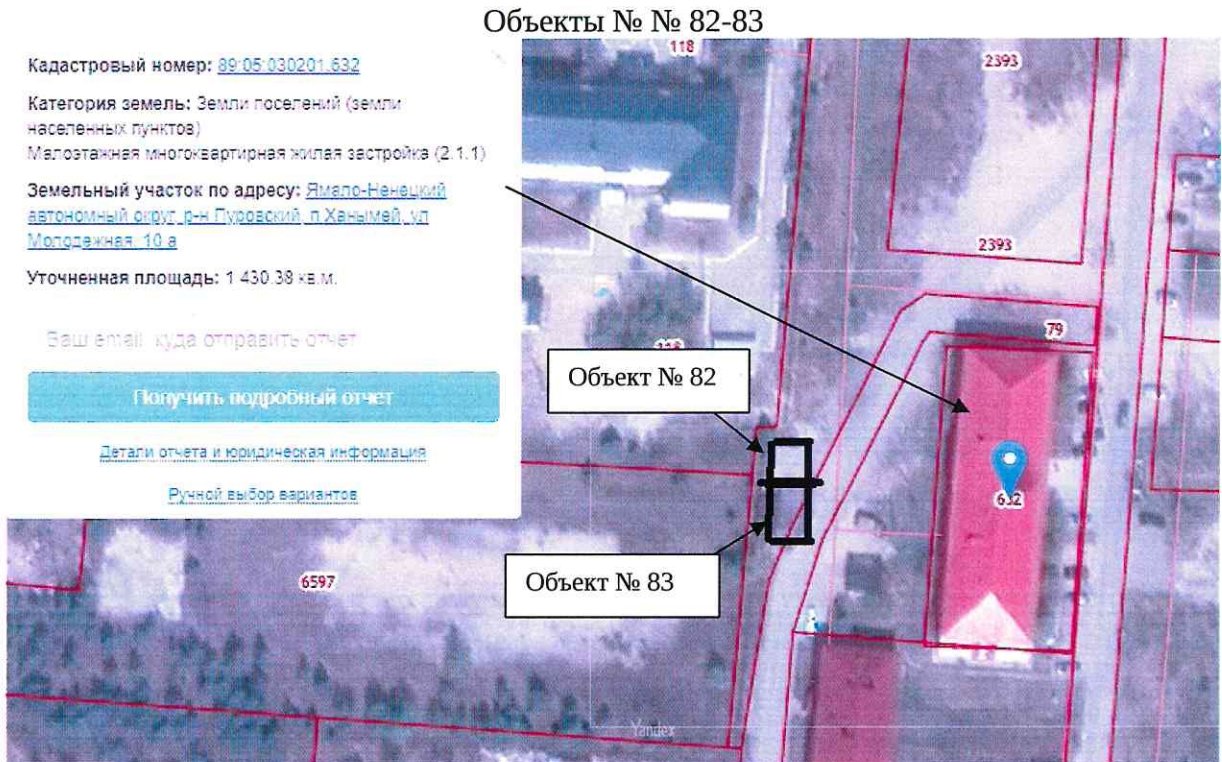 Объекты № № 82-83
Кадастровый номер: 89:05:030201:632
Категория земель: Земли поселений (земли
населенных пунктов)
Малоэтажная многоквартирная жилая застройка (2.1.1)
Земельный участок по адресу: Ямало-Ненецкий
автономный округ, р-н Пуровский, п Ханымей, ул
Молодежная, 10 а
Уточненная площадь: 1 430.38 кв.м.
Ваш email, куда отправить отчет
Получить подробный отчет
Детали отчета и юридическая информация
Ручной выбор вариантов
118
2393
2393
79
118
Объект № 82
632
Объект № 83
6597
Yandex